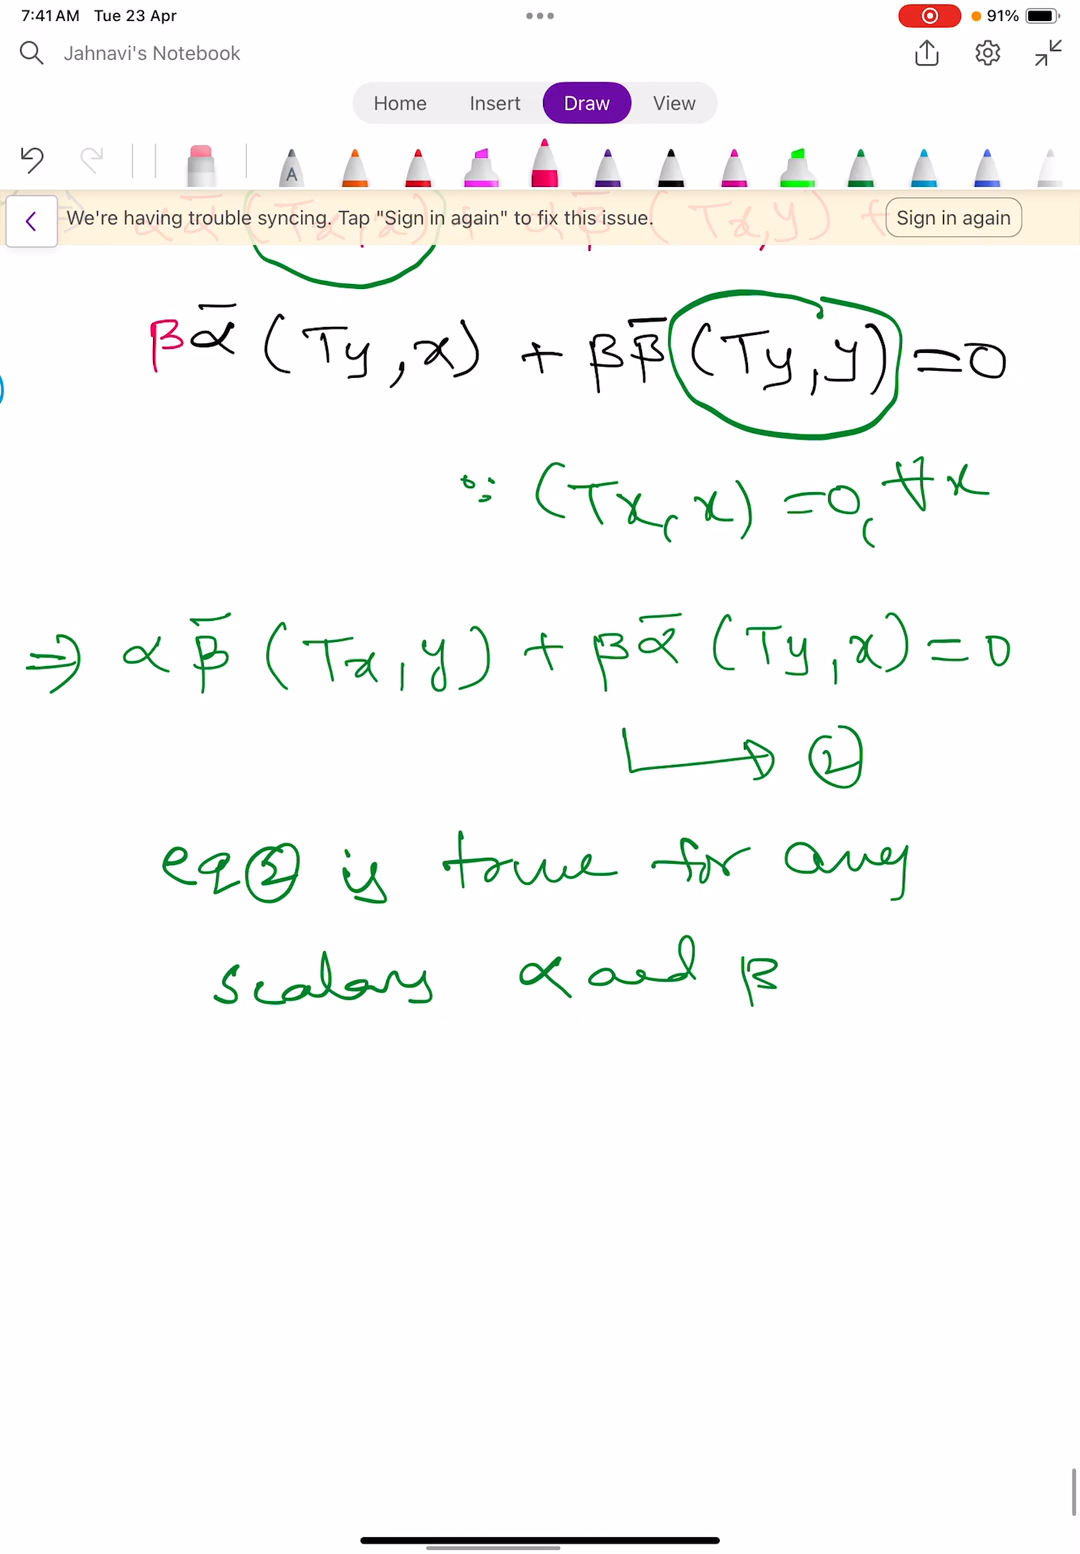 7:41 AM Tue 23 Apr
91%
Jahnavi's Notebook
Home Insert Draw View
A
We're having trouble syncing. Tap "Sign in again" to fix this issue.
Sign in again
βᾱ (Ty, x) + ββ̄ (Ty, y) = 0
∵ (Tx, x) = 0, ∀x
⇒ αβ̄ (Tx, y) + βᾱ (Ty, x) = 0
②
eq ② is true for any
scalars α and β